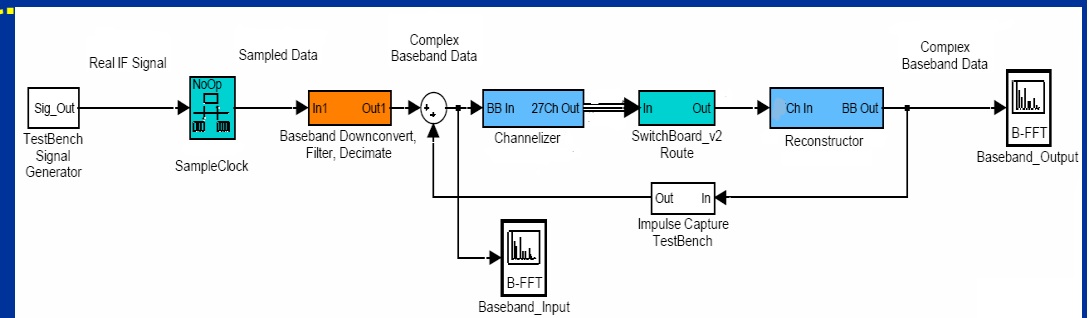 Real IF Signal
Sampled Data
Complex
Baseband Data
Complex
Baseband Data
Sig_Out
TestBench
Signal
Generator
NoOp
SampleClock
In1 Out1
Baseband Downconvert,
Filter, Decimate
BB In 27Ch Out
Channelizer
In Out
SwitchBoard_v2
Route
Ch In BB Out
Reconstructor
B-FFT
Baseband_Output
Out In
Impulse Capture
TestBench
B-FFT
Baseband_Input